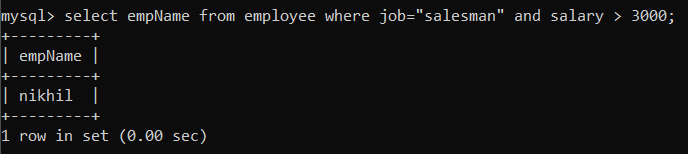 mysql> select empName from employee where job="salesman" and salary > 3000;
+---------+
| empName |
+---------+
| nikhil  |
+---------+
1 row in set (0.00 sec)